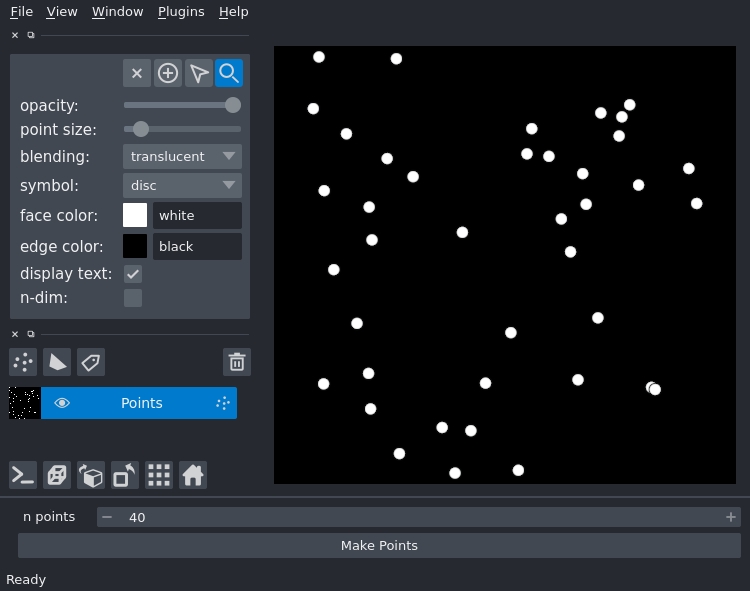 File View Window Plugins Help
opacity:
point size:
blending: translucent
symbol: disc
face color: white
edge color: black
display text:
n-dim:
Points
n points 40
Make Points
Ready